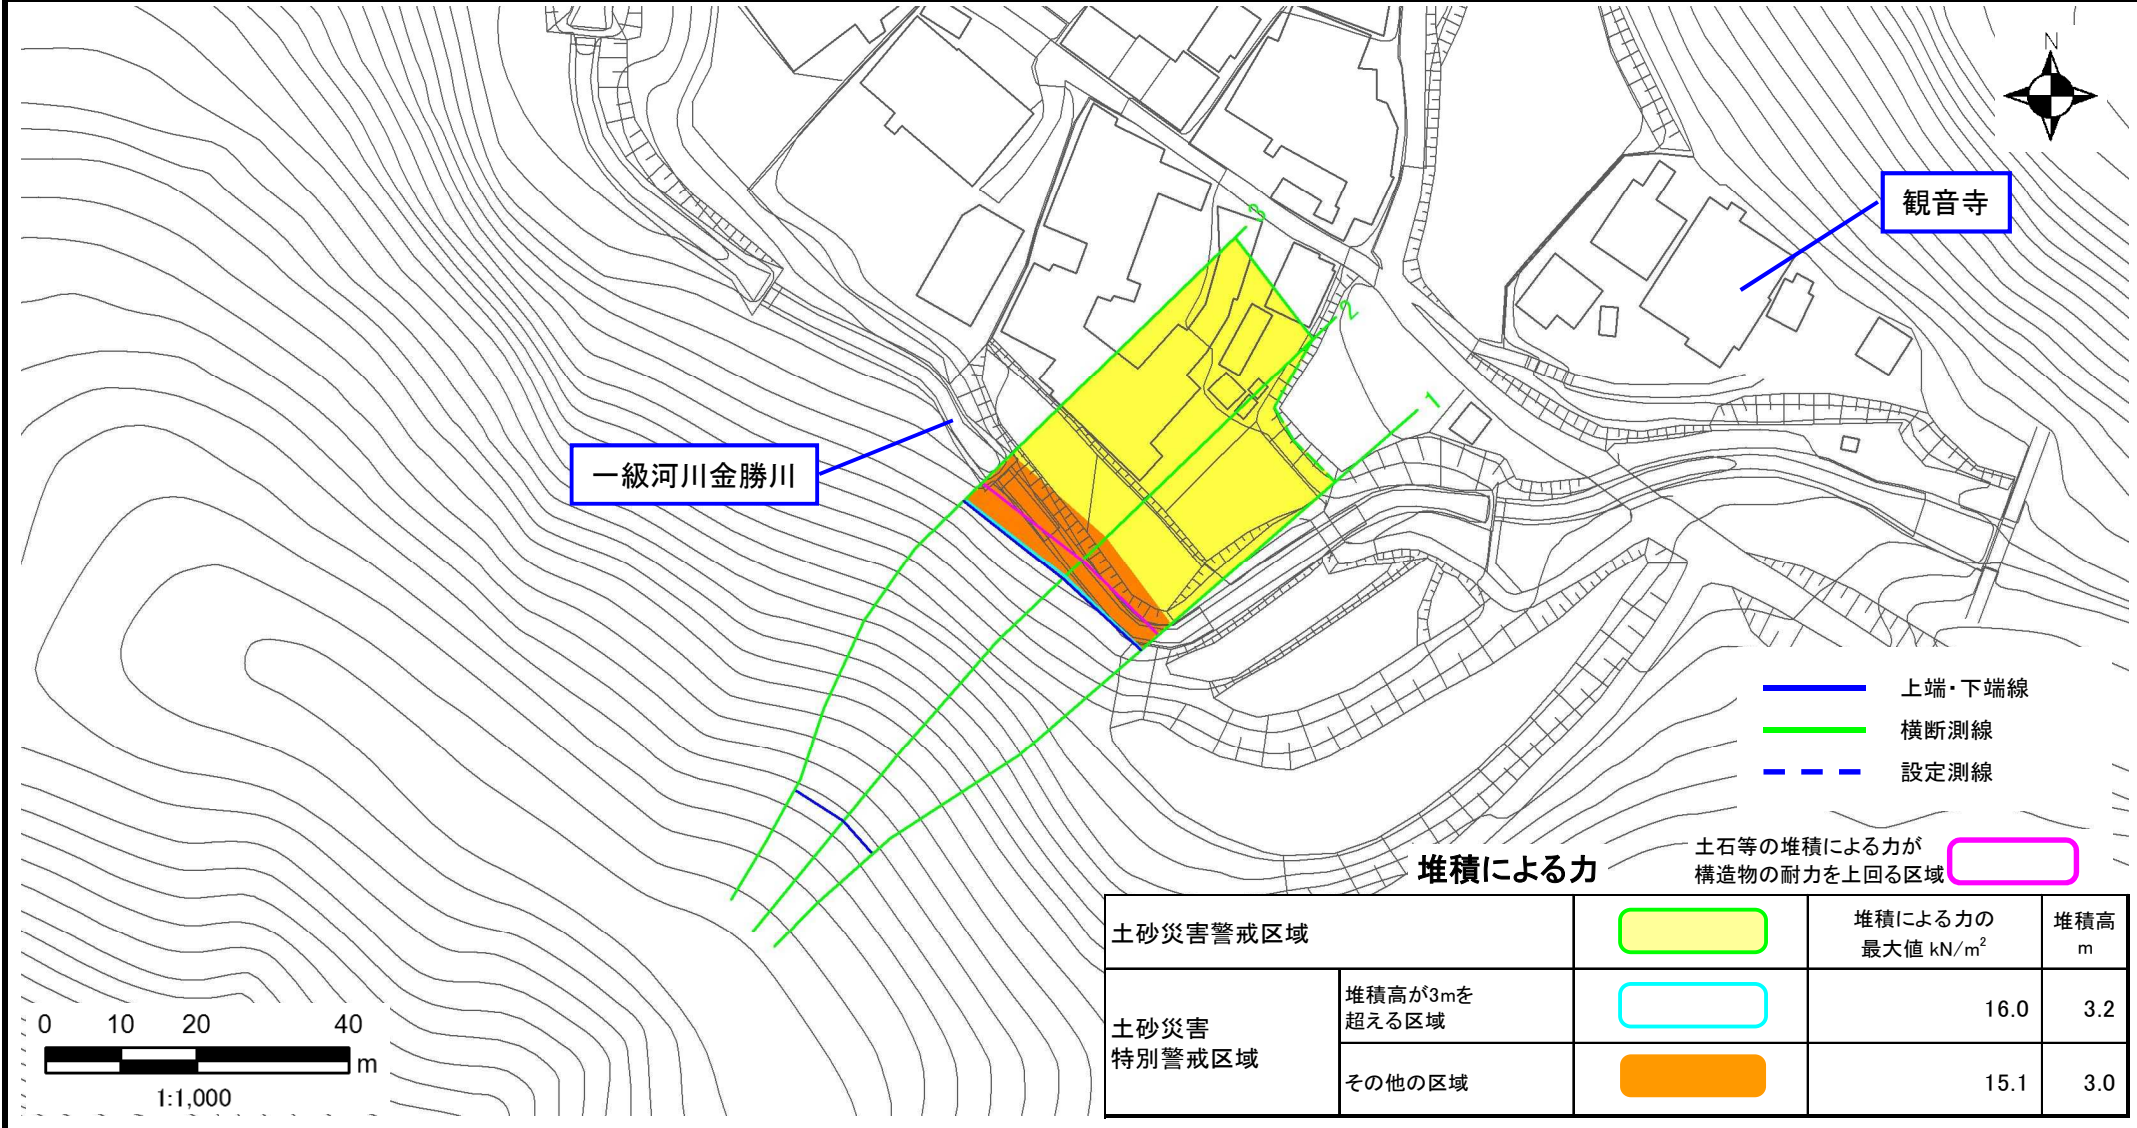 N
観音寺
3
2
1
一級河川金勝川
上端・下端線
横断測線
設定測線
堆積による力
土石等の堆積による力が
構造物の耐力を上回る区域
土砂災害警戒区域
堆積による力の
最大値 kN/m²
堆積高
m
土砂災害
特別警戒区域
堆積高が3mを
超える区域
16.0
3.2
その他の区域
15.1
3.0
0 10 20 40
m
1:1,000